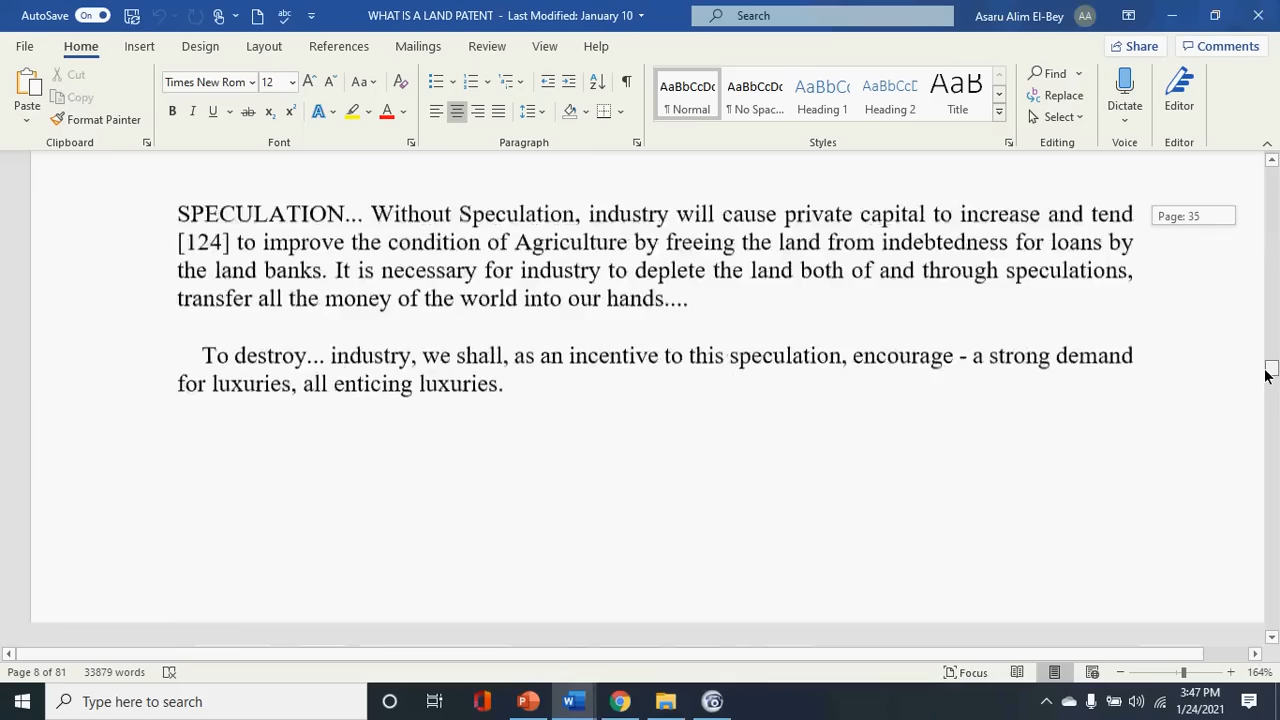 AutoSave On WHAT IS A LAND PATENT - Last Modified: January 10 Search Asaru Alim El-Bey AA
File Home Insert Design Layout References Mailings Review View Help Share Comments
Paste Cut Copy Format Painter
Times New Rom 12 A A Aa A
B I U ab x₂ x² A A
AaBbCcDc ¶ Normal
AaBbCcDc ¶ No Spac...
AaBbCc Heading 1
AaBbCcE Heading 2
AaB Title
Find
Replace
Select
Dictate
Editor
Clipboard Font Paragraph Styles Editing Voice Editor
Page: 35
SPECULATION... Without Speculation, industry will cause private capital to increase and tend
[124] to improve the condition of Agriculture by freeing the land from indebtedness for loans by
the land banks. It is necessary for industry to deplete the land both of and through speculations,
transfer all the money of the world into our hands....
To destroy... industry, we shall, as an incentive to this speculation, encourage - a strong demand
for luxuries, all enticing luxuries.
Page 8 of 81 33879 words Focus 164%
Type here to search
3:47 PM
1/24/2021